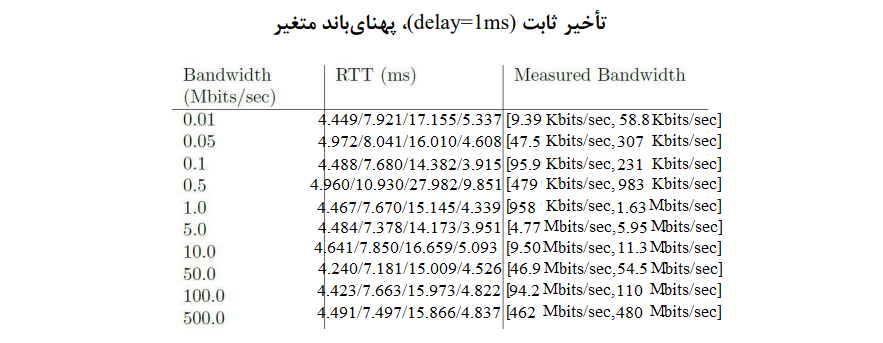 تأخیر ثابت (delay=1ms)، پهنای‌باند متغیر
Bandwidth (Mbits/sec) RTT (ms) Measured Bandwidth
0.01 4.449/7.921/17.155/5.337 [9.39 Kbits/sec, 58.8 Kbits/sec]
0.05 4.972/8.041/16.010/4.608 [47.5 Kbits/sec, 307 Kbits/sec]
0.1 4.488/7.680/14.382/3.915 [95.9 Kbits/sec, 231 Kbits/sec]
0.5 4.960/10.930/27.982/9.851 [479 Kbits/sec, 983 Kbits/sec]
1.0 4.467/7.670/15.145/4.339 [958 Kbits/sec, 1.63 Mbits/sec]
5.0 4.484/7.378/14.173/3.951 [4.77 Mbits/sec, 5.95 Mbits/sec]
10.0 4.641/7.850/16.659/5.093 [9.50 Mbits/sec, 11.3 Mbits/sec]
50.0 4.240/7.181/15.009/4.526 [46.9 Mbits/sec, 54.5 Mbits/sec]
100.0 4.423/7.663/15.973/4.822 [94.2 Mbits/sec, 110 Mbits/sec]
500.0 4.491/7.497/15.866/4.837 [462 Mbits/sec, 480 Mbits/sec]